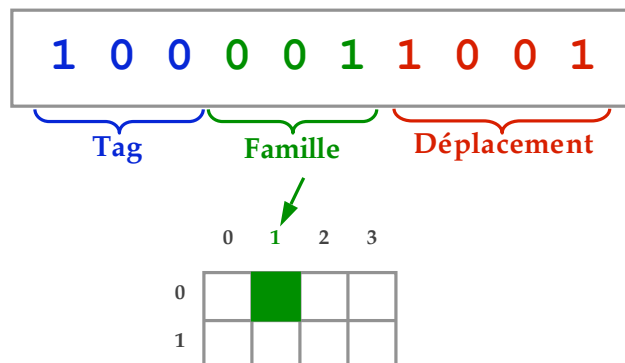 1 0 0 0 0 1 1 0 0 1
Tag Famille Déplacement
0 1 2 3
0
1